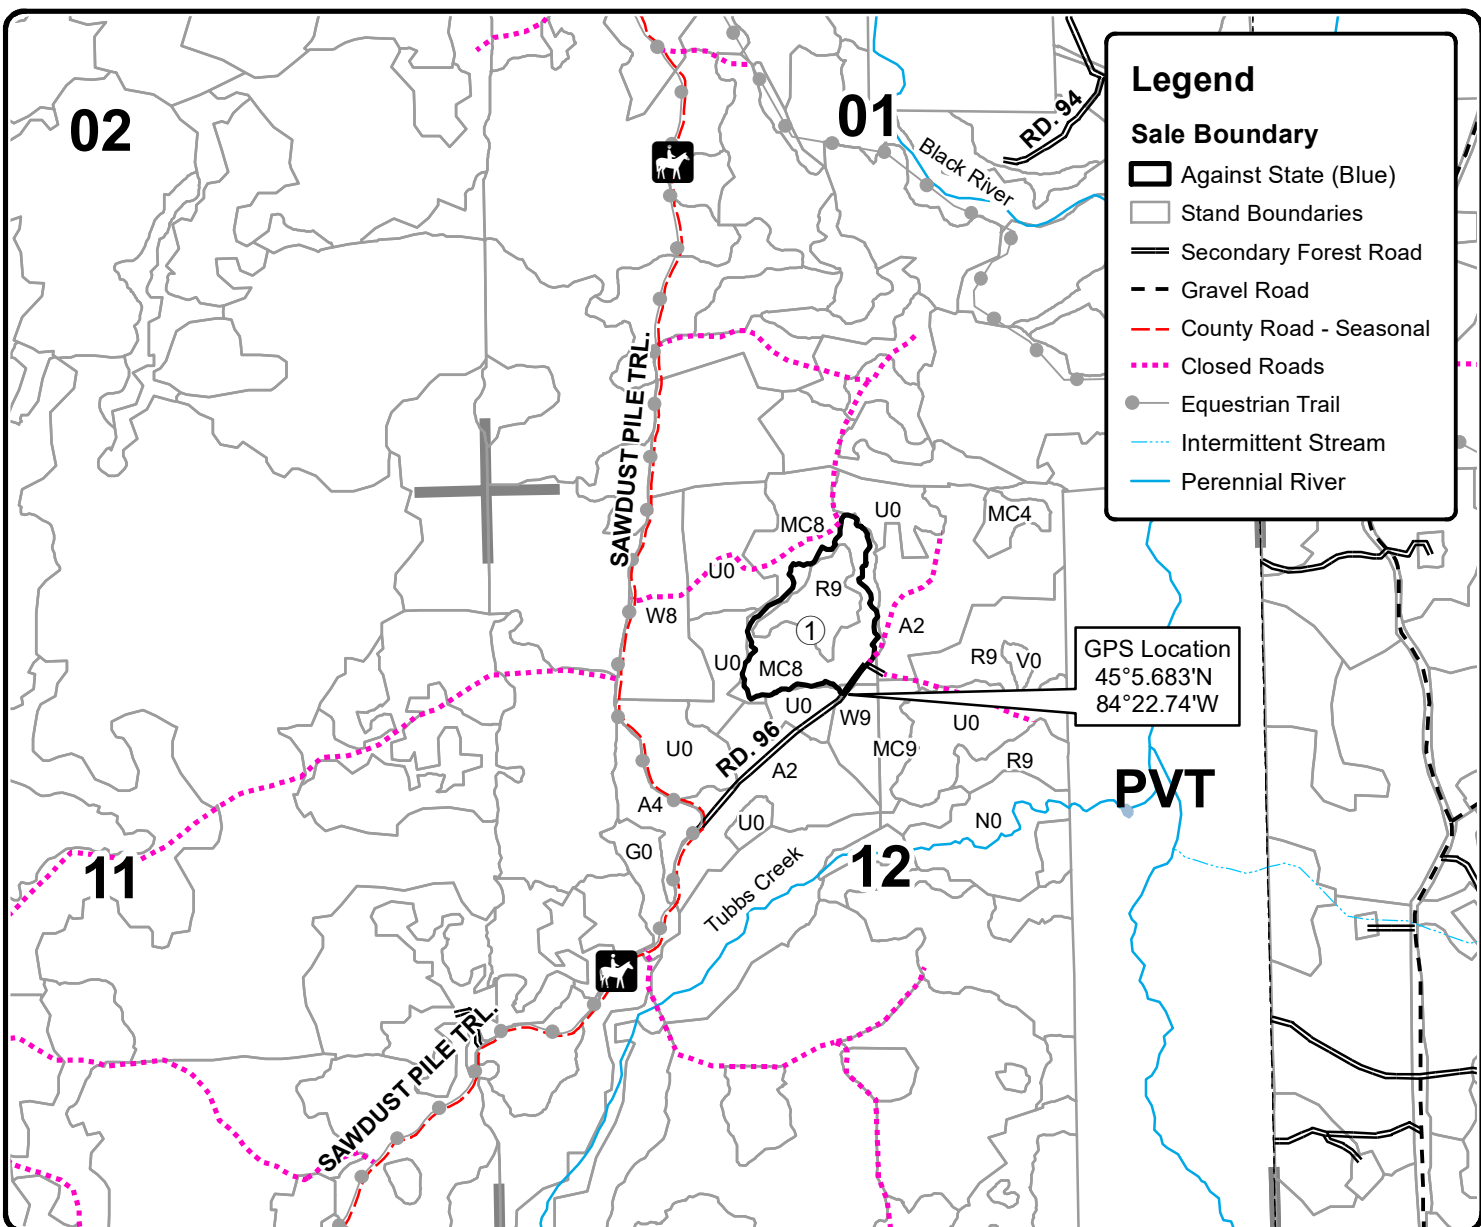 02
01
RD. 94
Black River
Legend
Sale Boundary
Against State (Blue)
Stand Boundaries
Secondary Forest Road
Gravel Road
County Road - Seasonal
Closed Roads
Equestrian Trail
Intermittent Stream
Perennial River
SAWDUST PILE TRL.
MC8
U0
MC4
U0
R9
W8
1
A2
U0
MC8
R9
V0
GPS Location
45°5.683'N
84°22.74'W
U0
W9
U0
U0
RD. 96
MC9
A2
R9
PVT
A4
U0
N0
G0
12
11
Tubbs Creek
SAWDUST PILE TRL.